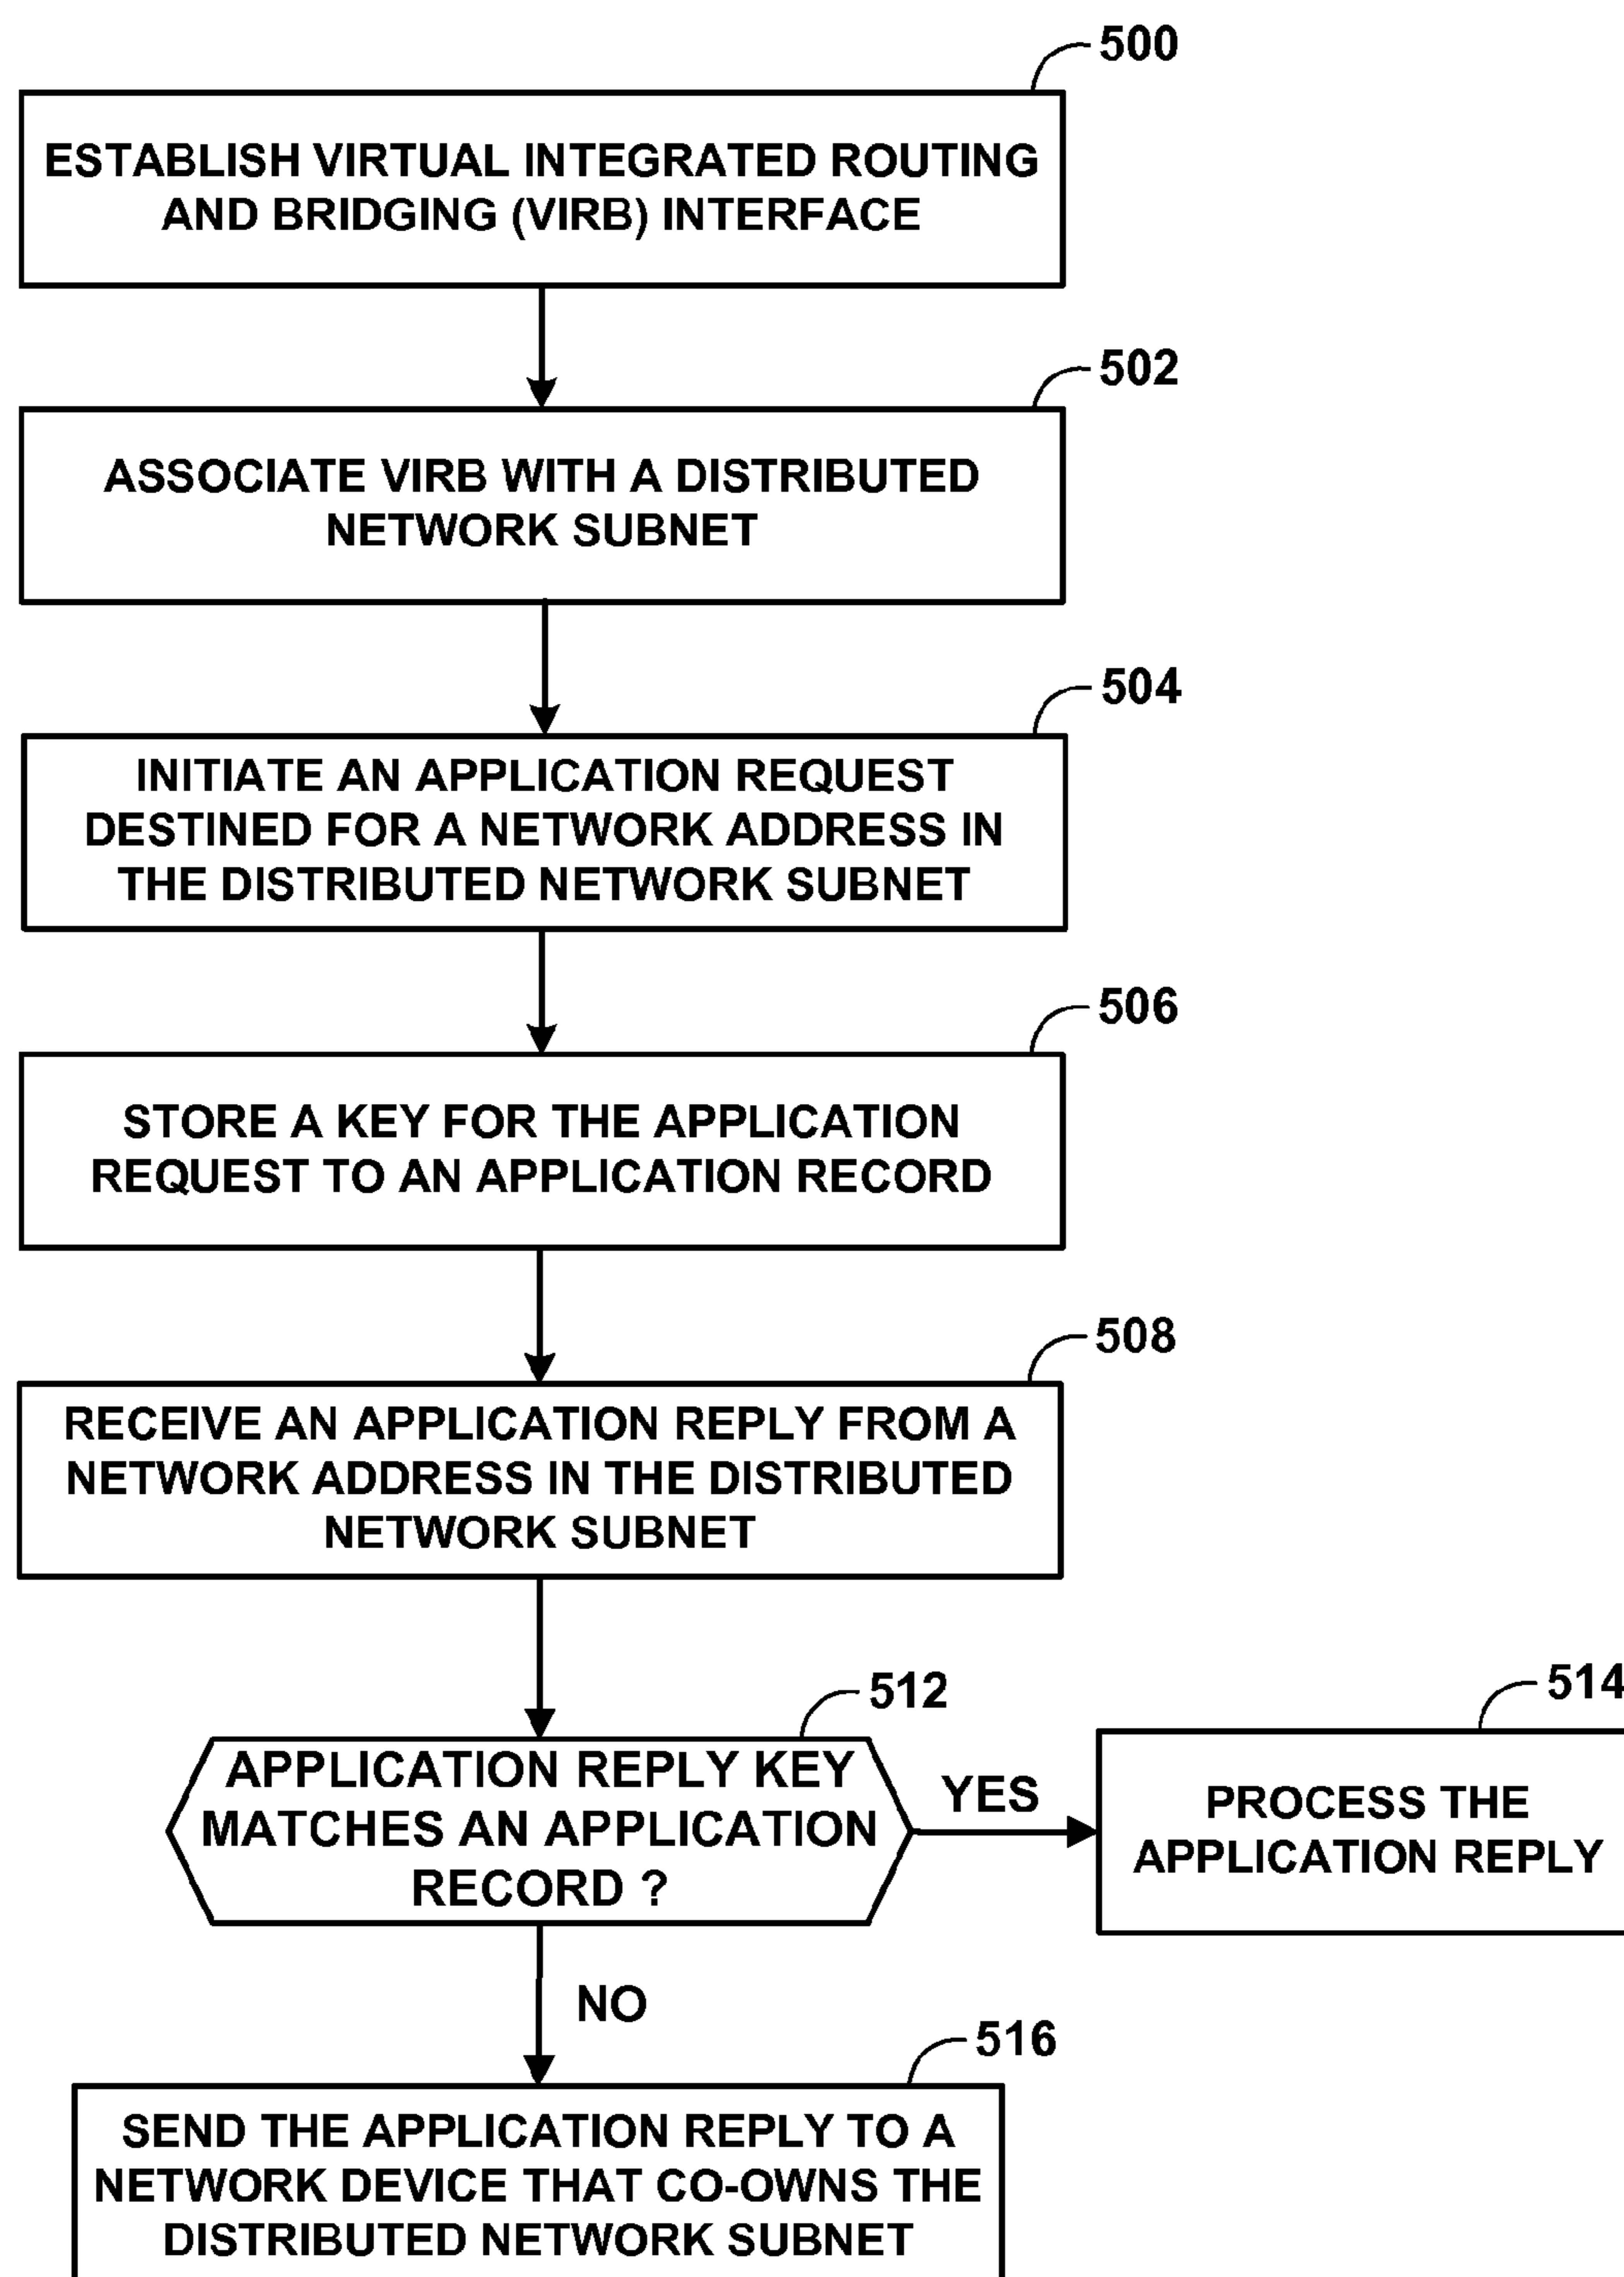 500
ESTABLISH VIRTUAL INTEGRATED ROUTING
AND BRIDGING (VIRB) INTERFACE
502
ASSOCIATE VIRB WITH A DISTRIBUTED
NETWORK SUBNET
504
INITIATE AN APPLICATION REQUEST
DESTINED FOR A NETWORK ADDRESS IN
THE DISTRIBUTED NETWORK SUBNET
506
STORE A KEY FOR THE APPLICATION
REQUEST TO AN APPLICATION RECORD
508
RECEIVE AN APPLICATION REPLY FROM A
NETWORK ADDRESS IN THE DISTRIBUTED
NETWORK SUBNET
512
APPLICATION REPLY KEY
MATCHES AN APPLICATION
RECORD ?
YES
514
PROCESS THE
APPLICATION REPLY
NO
516
SEND THE APPLICATION REPLY TO A
NETWORK DEVICE THAT CO-OWNS THE
DISTRIBUTED NETWORK SUBNET